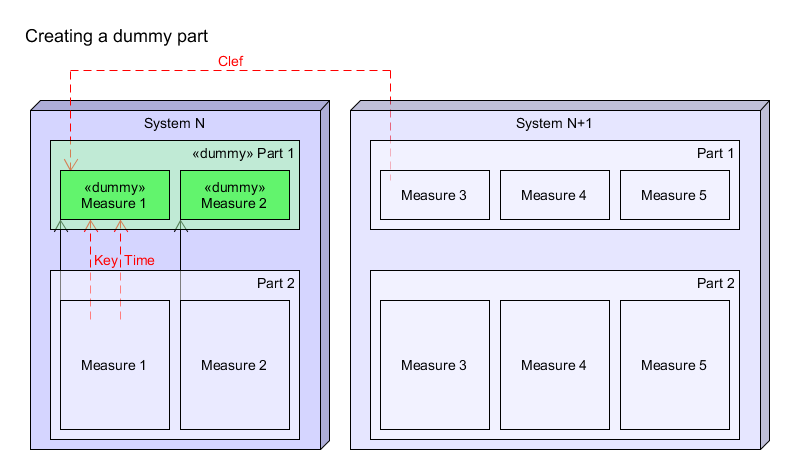 Creating a dummy part
Clef
System N
«dummy» Part 1
«dummy»
Measure 1
«dummy»
Measure 2
Key Time
Part 2
Measure 1
Measure 2
System N+1
Part 1
Measure 3
Measure 4
Measure 5
Part 2
Measure 3
Measure 4
Measure 5